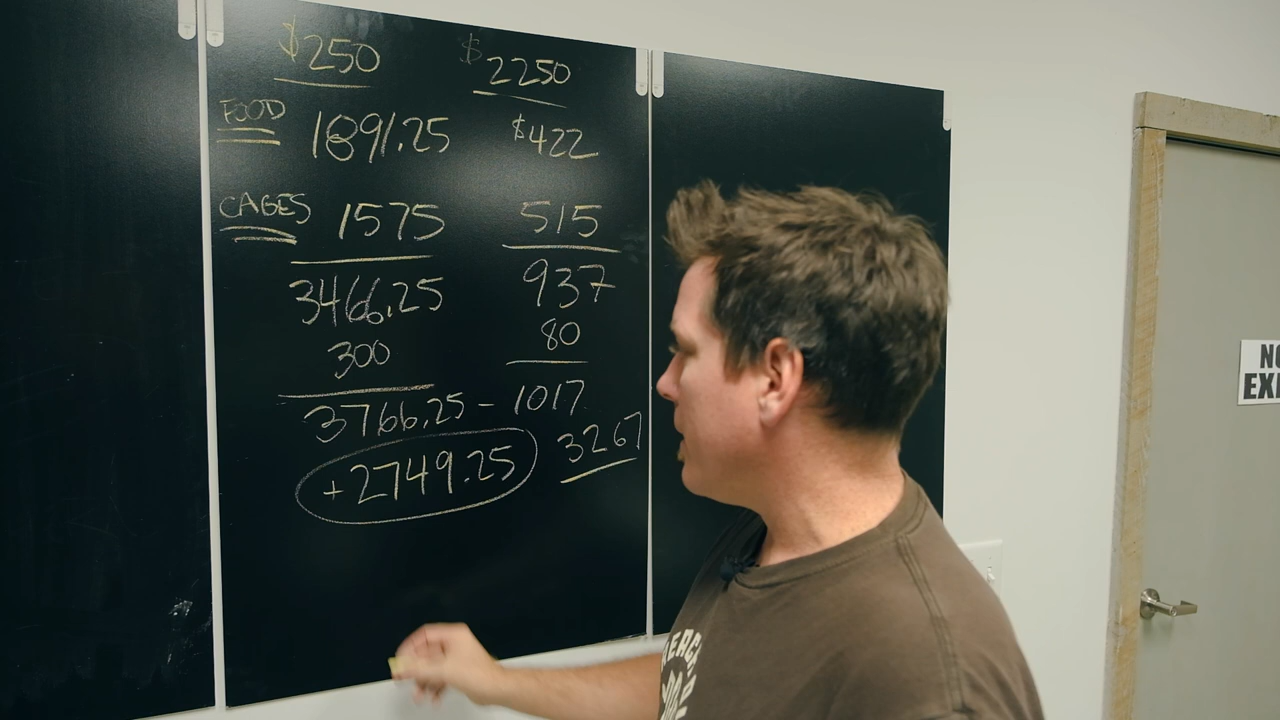 $250 $2250
FOOD 1891.25 $422
CAGES 1575 515
3466.25 937
300 80
3766.25 - 1017
+2749.25 3267
NO